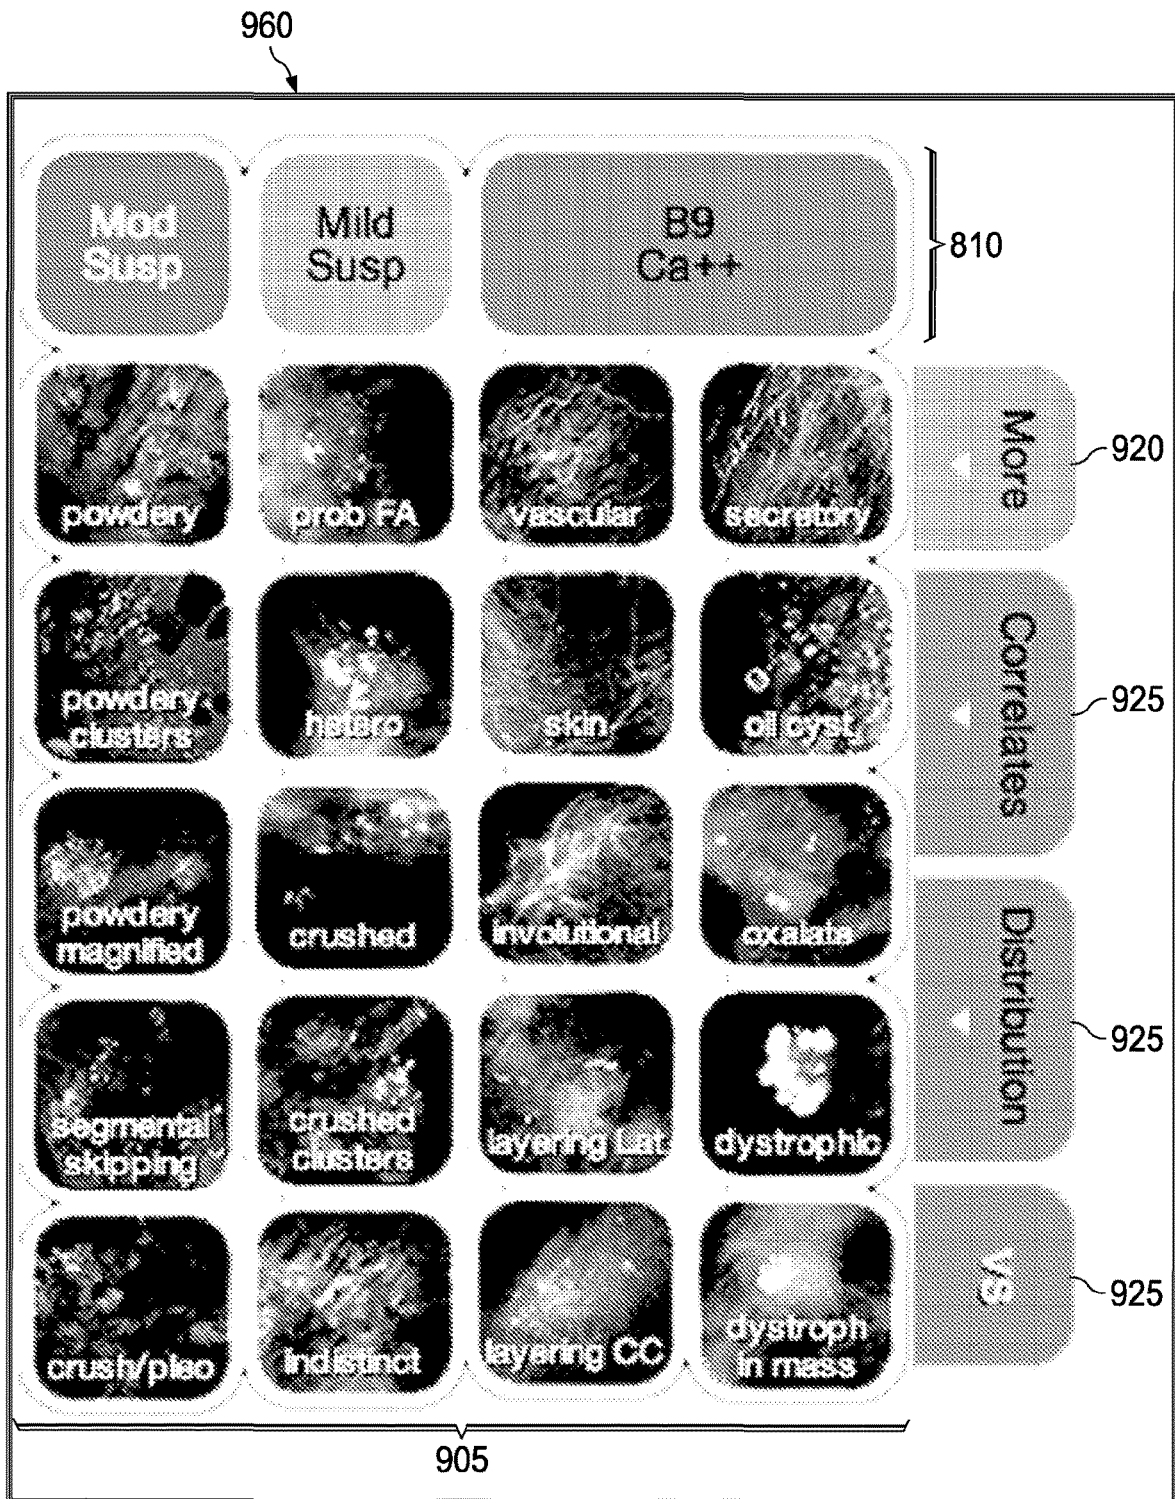 960
Mod
Susp
Mild
Susp
B9
Ca++
810
powdery
prob FA
vascular
secretory
More
920
powdery
clusters
hetero
skin
oil cyst
Correlates
925
powdery
magnified
crushed
involutional
oxalate
Distribution
925
segmental
skipping
crushed
clusters
layering Lat
dystrophic
crush/pleo
indistinct
layering CC
dystroph
in mass
VS
925
905